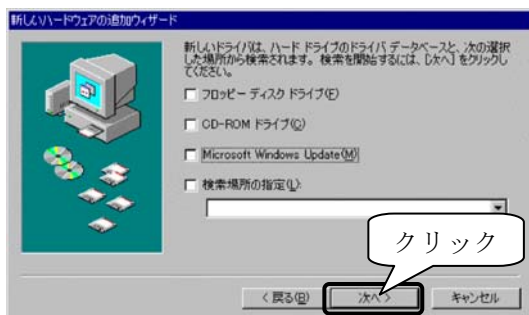 新しいハードウェアの追加ウィザード
新しいドライバは、ハード ドライブのドライバ データベースと、次の選択
した場所から検索されます。検索を開始するには、[次へ] をクリックし
てください。
フロッピー ディスク ドライブ(F)
CD-ROM ドライブ(C)
Microsoft Windows Update(M)
検索場所の指定(L):
クリック
< 戻る(B)
次へ >
キャンセル